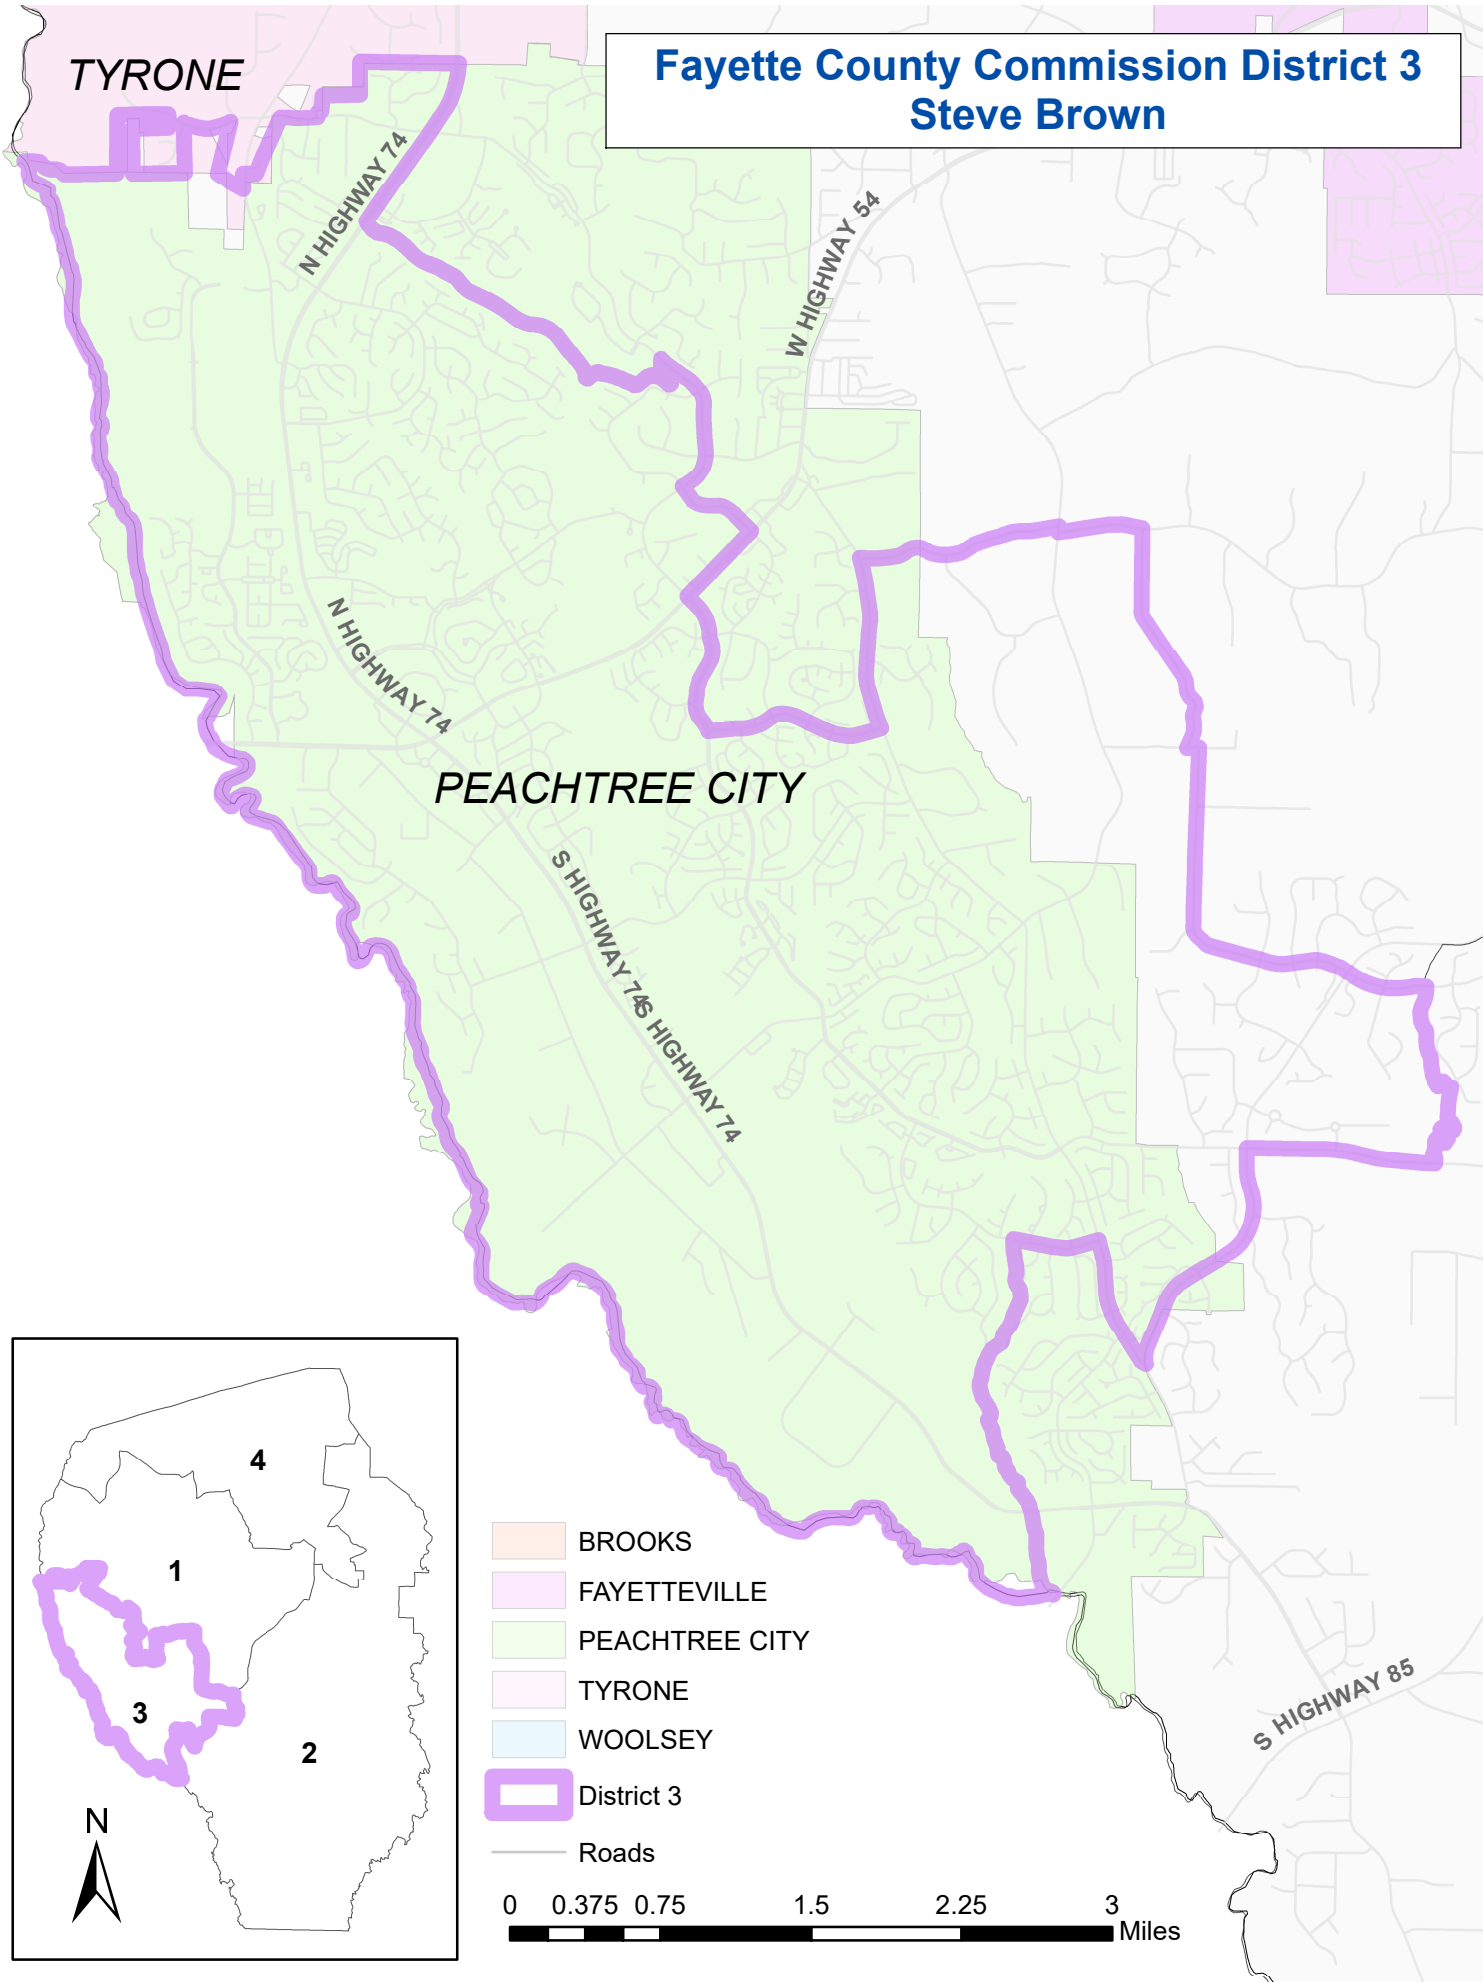 Fayette County Commission District 3
Steve Brown
TYRONE
N HIGHWAY 74
W HIGHWAY 54
N HIGHWAY 74
PEACHTREE CITY
S HIGHWAY 74
S HIGHWAY 74
S HIGHWAY 85
4
1
3
2
N
BROOKS
FAYETTEVILLE
PEACHTREE CITY
TYRONE
WOOLSEY
District 3
Roads
0 0.375 0.75 1.5 2.25 3
Miles